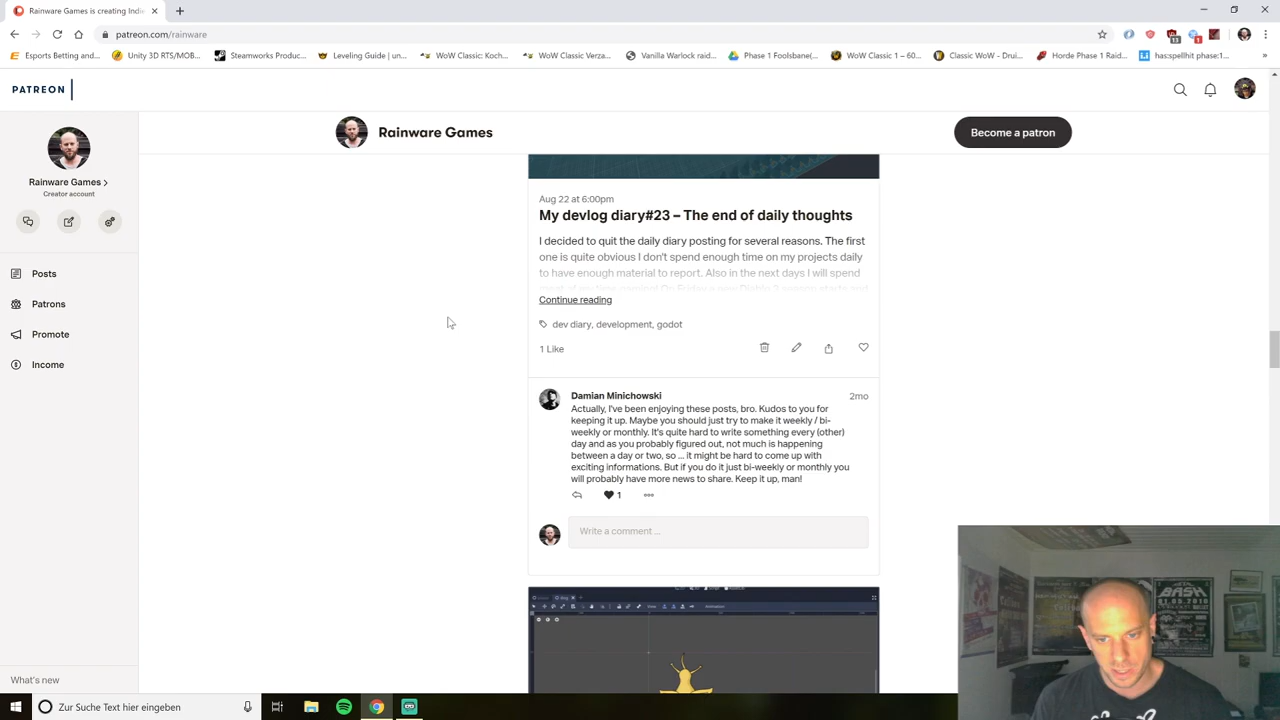 Rainware Games is creating Indie
patreon.com/rainware
Esports Betting and...
Unity 3D RTS/MOB...
Steamworks Produc...
Leveling Guide | un...
WoW Classic: Koch...
WoW Classic Verza...
Vanilla Warlock raid...
Phase 1 Foolsbane(...
WoW Classic 1 – 60...
Classic WoW - Drui...
Horde Phase 1 Raid...
has:spellhit phase:1...
PATREON
Rainware Games
Become a patron
Rainware Games
Creator account
Posts
Patrons
Promote
Income
Aug 22 at 6:00pm
My devlog diary#23 – The end of daily thoughts
I decided to quit the daily diary posting for several reasons. The first
one is quite obvious I don't spend enough time on my projects daily
to have enough material to report. Also in the next days I will spend
Continue reading
dev diary, development, godot
1 Like
Damian Minichowski
2mo
Actually, I've been enjoying these posts, bro. Kudos to you for
keeping it up. Maybe you should just try to make it weekly / bi-
weekly or monthly. It's quite hard to write something every (other)
day and as you probably figured out, not much is happening
between a day or two, so ... it might be hard to come up with
exciting informations. But if you do it just bi-weekly or monthly you
will probably have more news to share. Keep it up, man!
1
Write a comment ...
What's new
Zur Suche Text hier eingeben